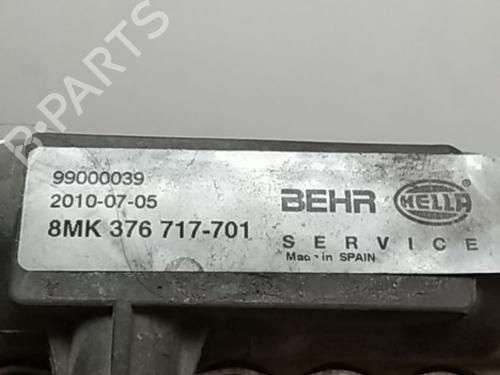 B-PARTS
99000039
2010-07-05
8MK 376 717-701
BEHR HELLA
SERVICE
Made in SPAIN